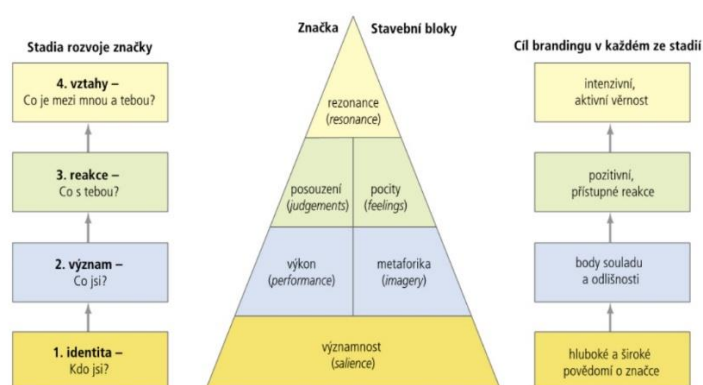 Značka
Stavební bloky
Stadia rozvoje značky
Cíl brandingu v každém ze stadií
4. vztahy –
Co je mezi mnou a tebou?
rezonance
(resonance)
intenzivní,
aktivní věrnost
3. reakce –
Co s tebou?
posouzení
(judgements)
pocity
(feelings)
pozitivní,
přístupné reakce
2. význam –
Co jsi?
výkon
(performance)
metaforika
(imagery)
body souladu
a odlišnosti
1. identita –
Kdo jsi?
významnost
(salience)
hluboké a široké
povědomí o značce